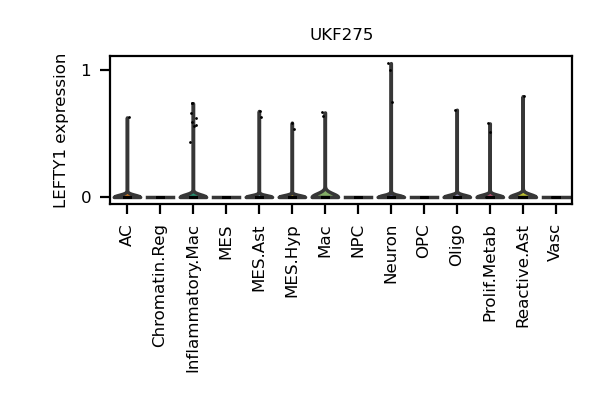 UKF275
LEFTY1 expression
1
0
AC
Chromatin.Reg
Inflammatory.Mac
MES
MES.Ast
MES.Hyp
Mac
NPC
Neuron
OPC
Oligo
Prolif.Metab
Reactive.Ast
Vasc